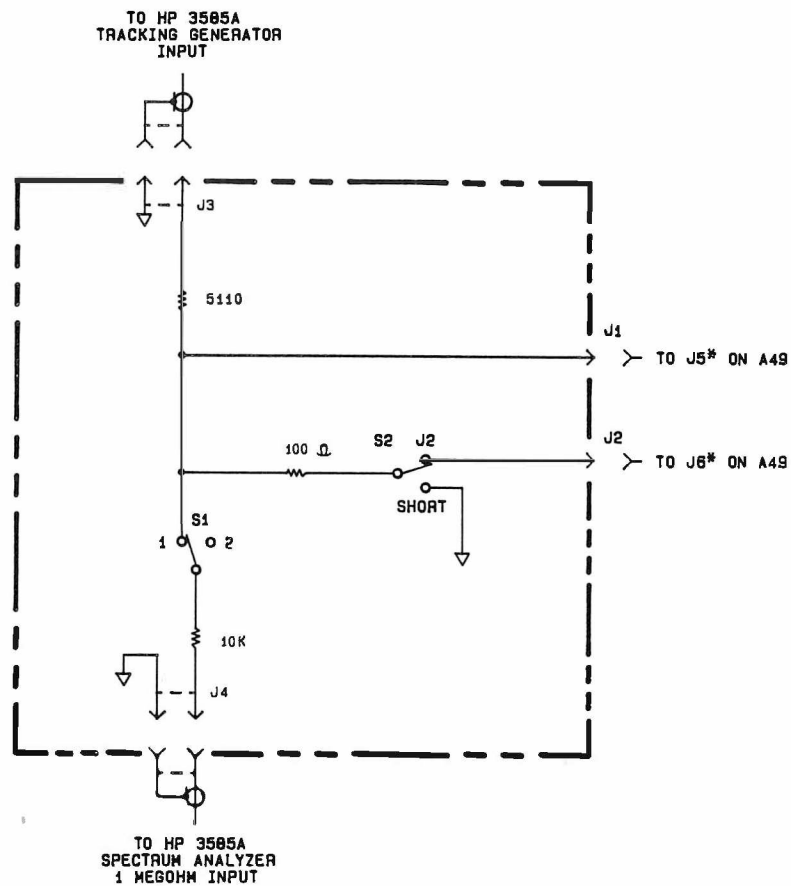 TO HP 3585A
TRACKING GENERATOR
INPUT
J3
5110
J1
TO J5* ON A49
100 Ω
S2
J2
J2
TO J6* ON A49
SHORT
S1
1
2
10K
J4
TO HP 3585A
SPECTRUM ANALYZER
1 MEGOHM INPUT